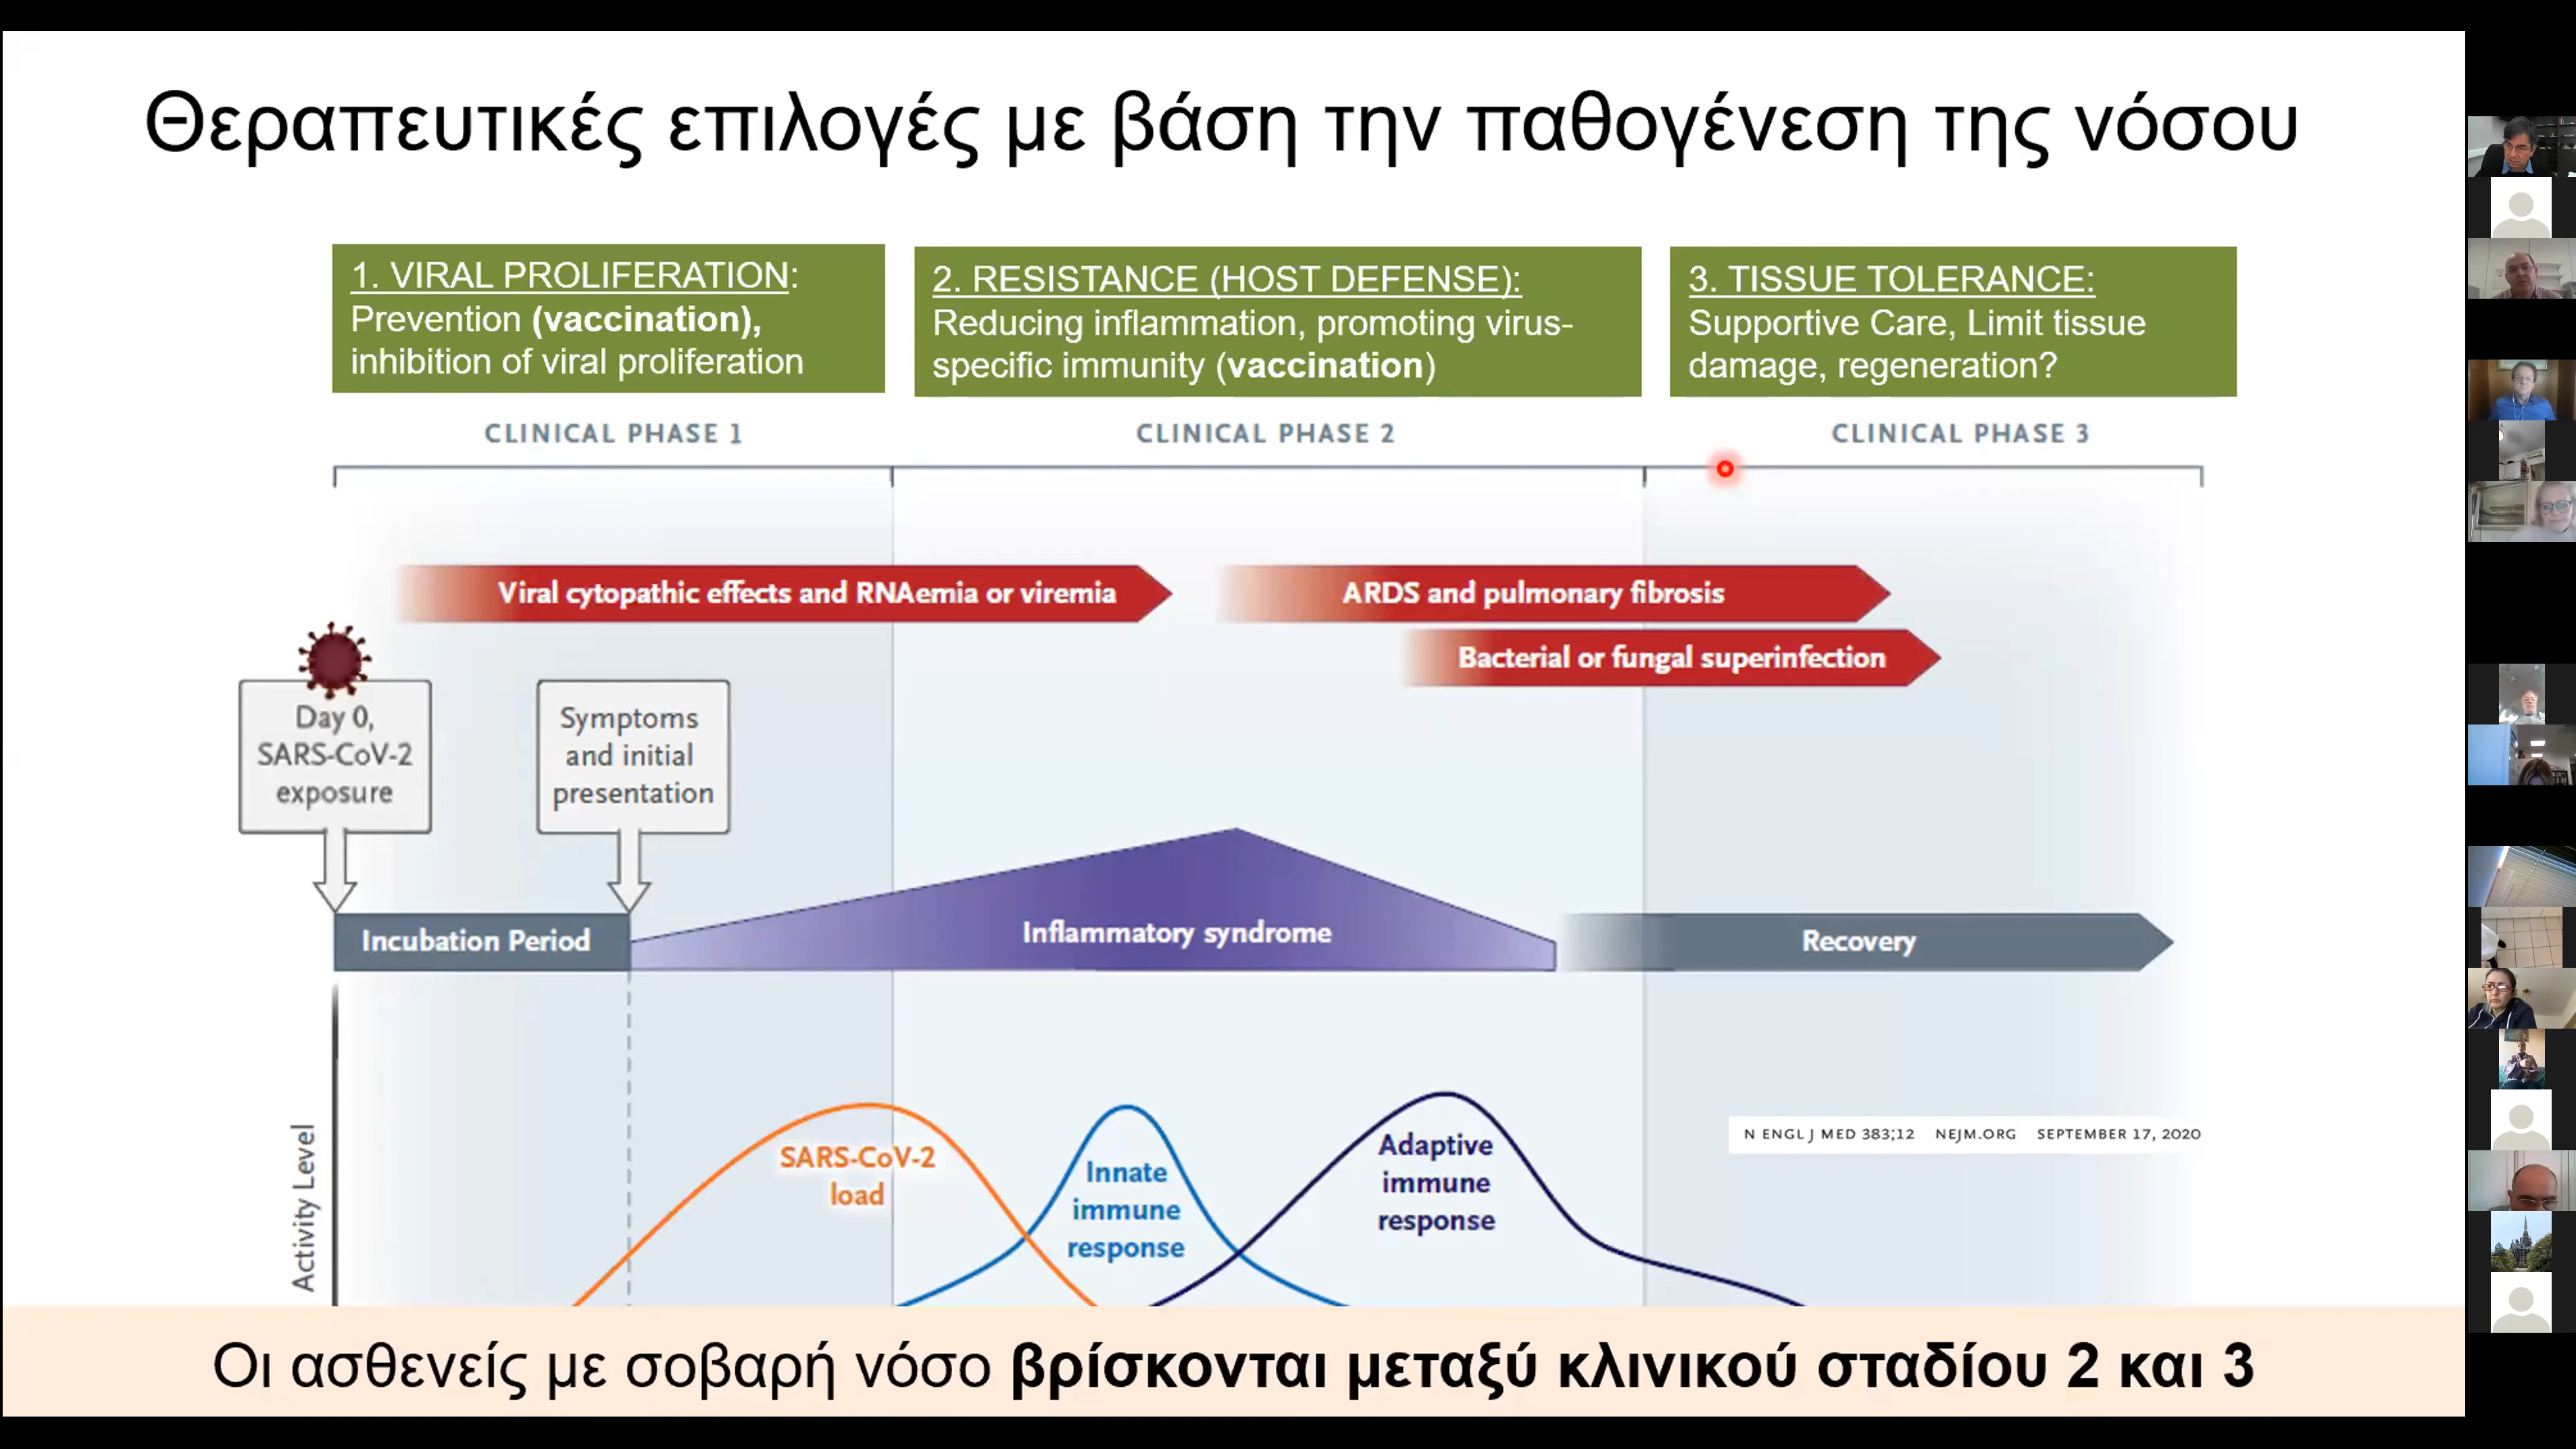 Θεραπευτικές επιλογές με βάση την παθογένεση της νόσου
1. VIRAL PROLIFERATION:
Prevention (vaccination),
inhibition of viral proliferation
2. RESISTANCE (HOST DEFENSE):
Reducing inflammation, promoting virus-
specific immunity (vaccination)
3. TISSUE TOLERANCE:
Supportive Care, Limit tissue
damage, regeneration?
CLINICAL PHASE 1
CLINICAL PHASE 2
CLINICAL PHASE 3
Viral cytopathic effects and RNAemia or viremia
ARDS and pulmonary fibrosis
Bacterial or fungal superinfection
Day 0,
SARS-CoV-2
exposure
Symptoms
and initial
presentation
Incubation Period
Inflammatory syndrome
Recovery
Activity Level
SARS-CoV-2
load
Innate
immune
response
Adaptive
immune
response
N ENGL J MED 383;12 NEJM.ORG SEPTEMBER 17, 2020
Οι ασθενείς με σοβαρή νόσο βρίσκονται μεταξύ κλινικού σταδίου 2 και 3